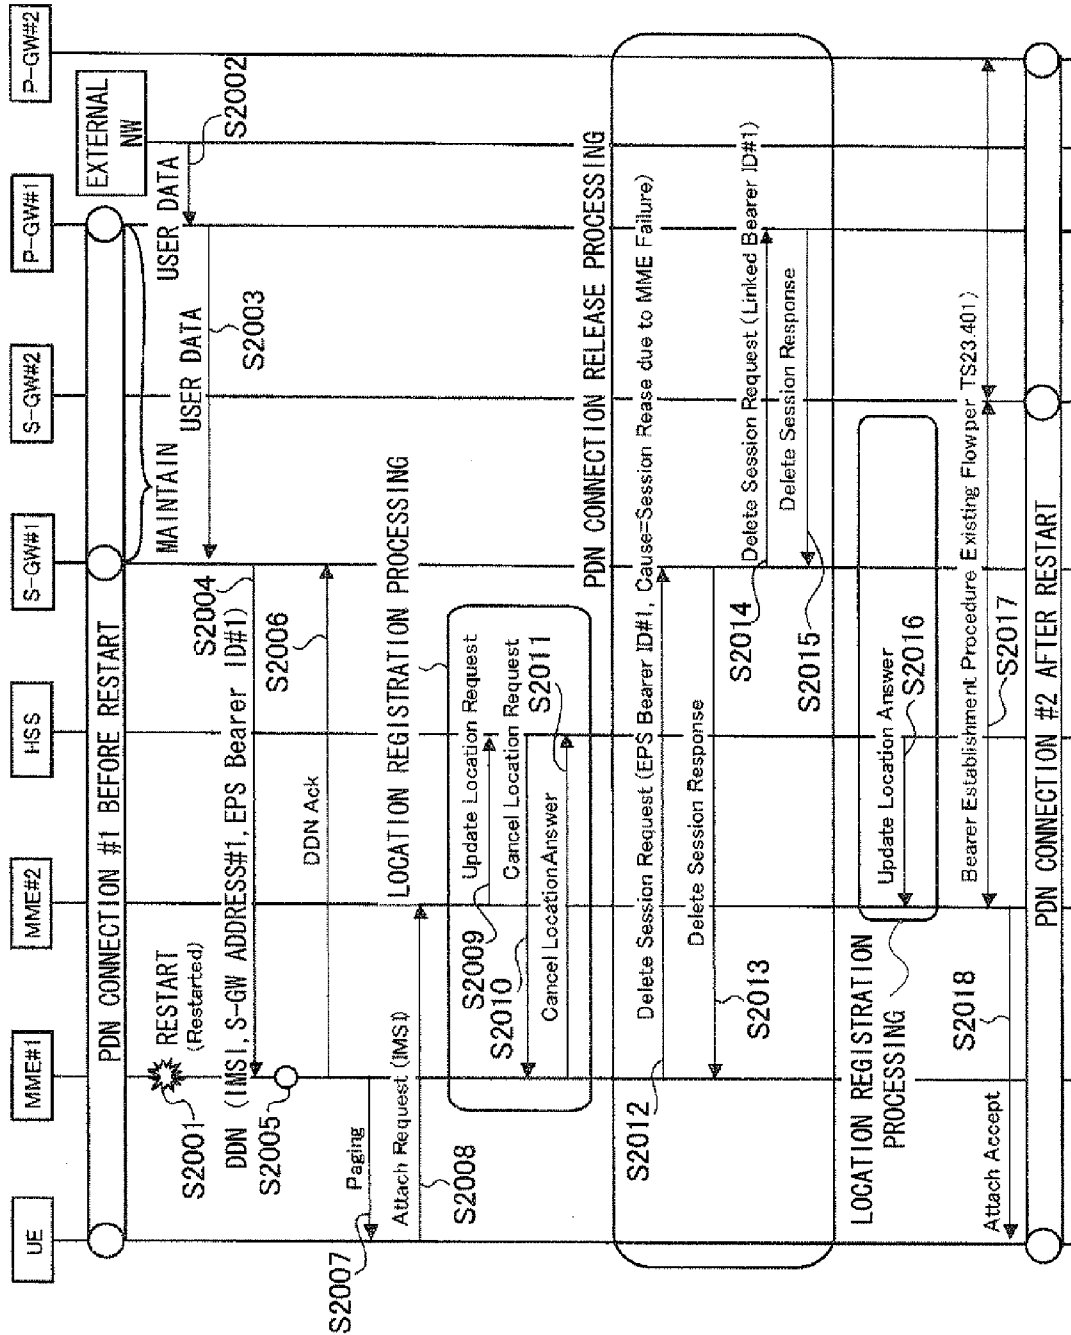 UE
MME#1
MME#2
HSS
S-GW#1
S-GW#2
P-GW#1
EXTERNAL
NW
P-GW#2
PDN CONNECTION #1 BEFORE RESTART
RESTART
(Restarted)
S2001
MAINTAIN
USER DATA
S2002
USER DATA
S2003
S2004
DDN (IMSI, S-GW ADDRESS#1, EPS Bearer ID#1)
S2005
DDN Ack
S2006
Paging
S2007
Attach Request (IMSI)
S2008
LOCATION REGISTRATION PROCESSING
Update Location Request
S2009
Cancel Location Request
S2010
Cancel LocationAnswer
S2011
PDN CONNECTION RELEASE PROCESSING
Delete Session Request (EPS Bearer ID#1, Cause=Session Rease due to MME Failure)
S2012
Delete Session Response
S2013
Delete Session Request (Linked Bearer ID#1)
S2014
Delete Session Response
S2015
LOCATION REGISTRATION
PROCESSING
Update Location Answer
S2016
Bearer Establishment Procedure Existing Flowper TS23.401)
S2017
Attach Accept
S2018
PDN CONNECTION #2 AFTER RESTART